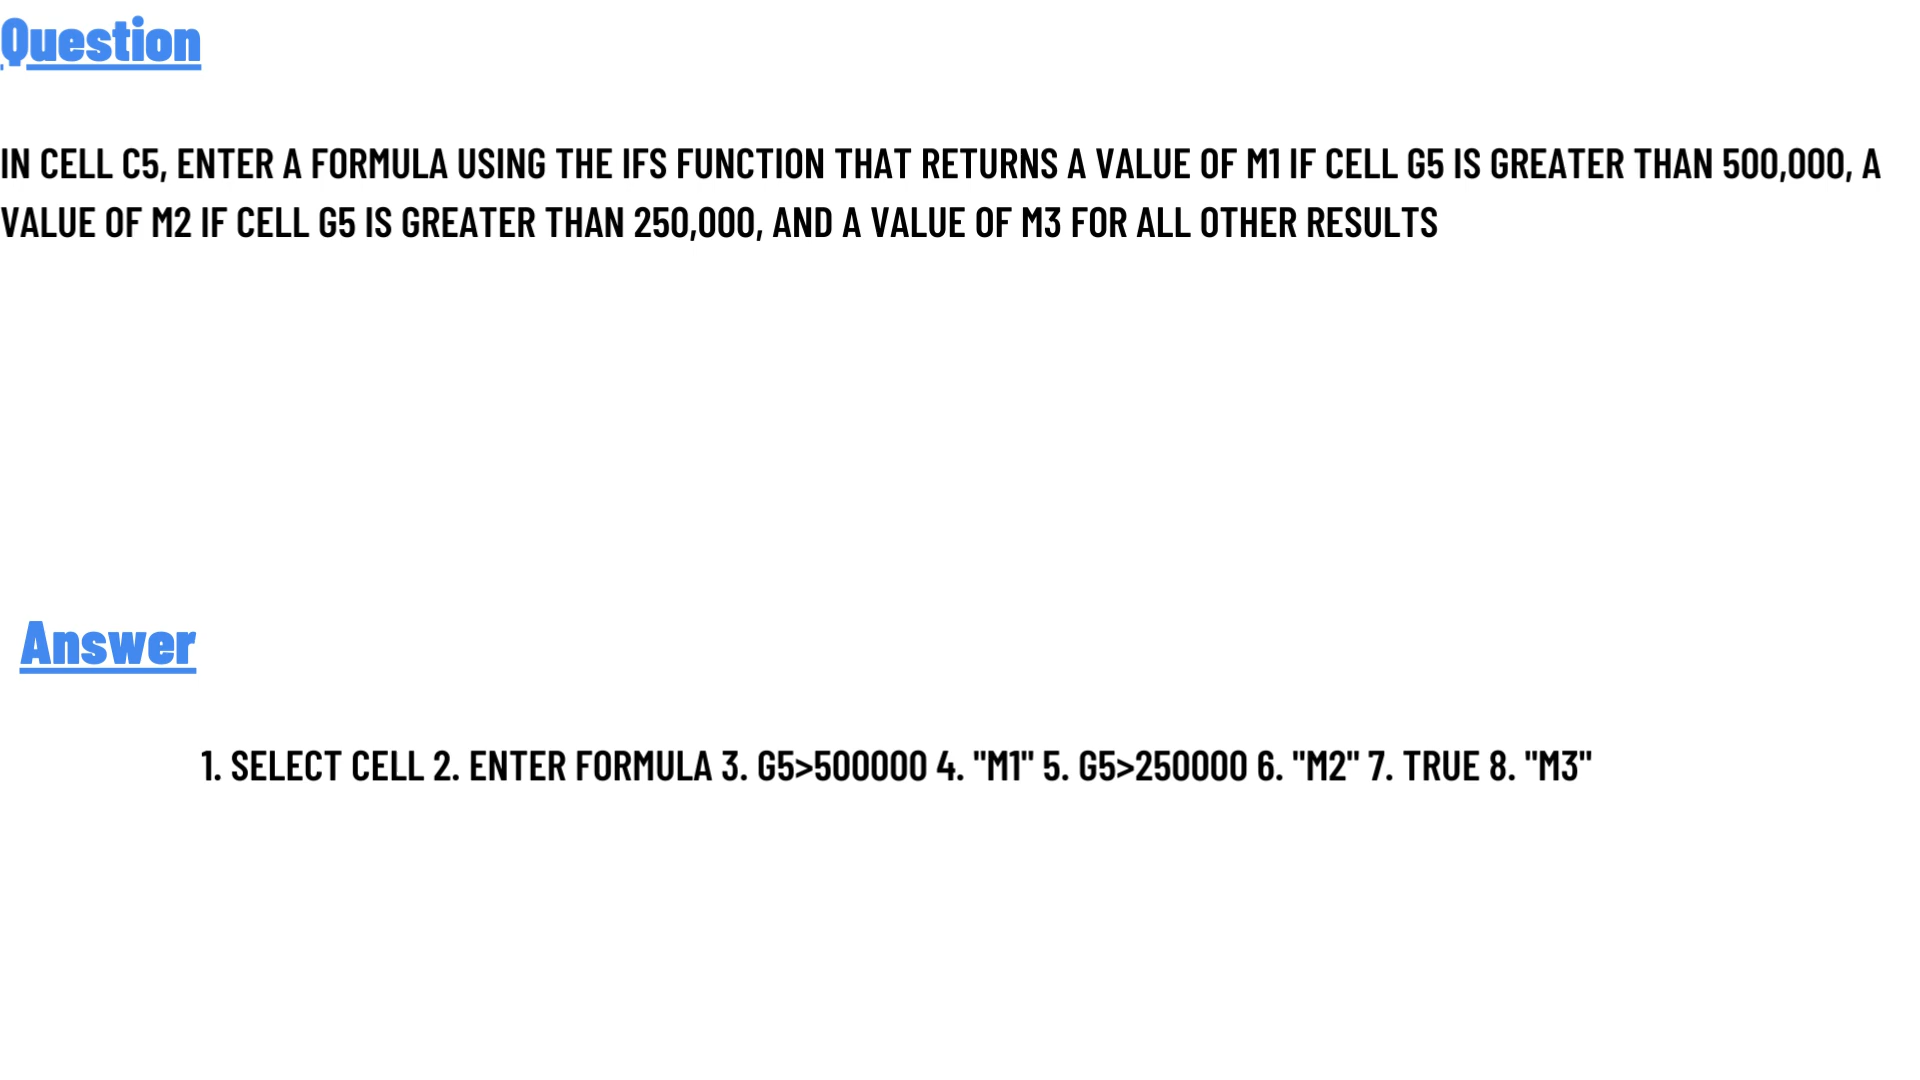 Question
IN CELL C5, ENTER A FORMULA USING THE IFS FUNCTION THAT RETURNS A VALUE OF M1 IF CELL G5 IS GREATER THAN 500,000, A
VALUE OF M2 IF CELL G5 IS GREATER THAN 250,000, AND A VALUE OF M3 FOR ALL OTHER RESULTS
Answer
1. SELECT CELL 2. ENTER FORMULA 3. G5>500000 4. "M1" 5. G5>250000 6. "M2" 7. TRUE 8. "M3"